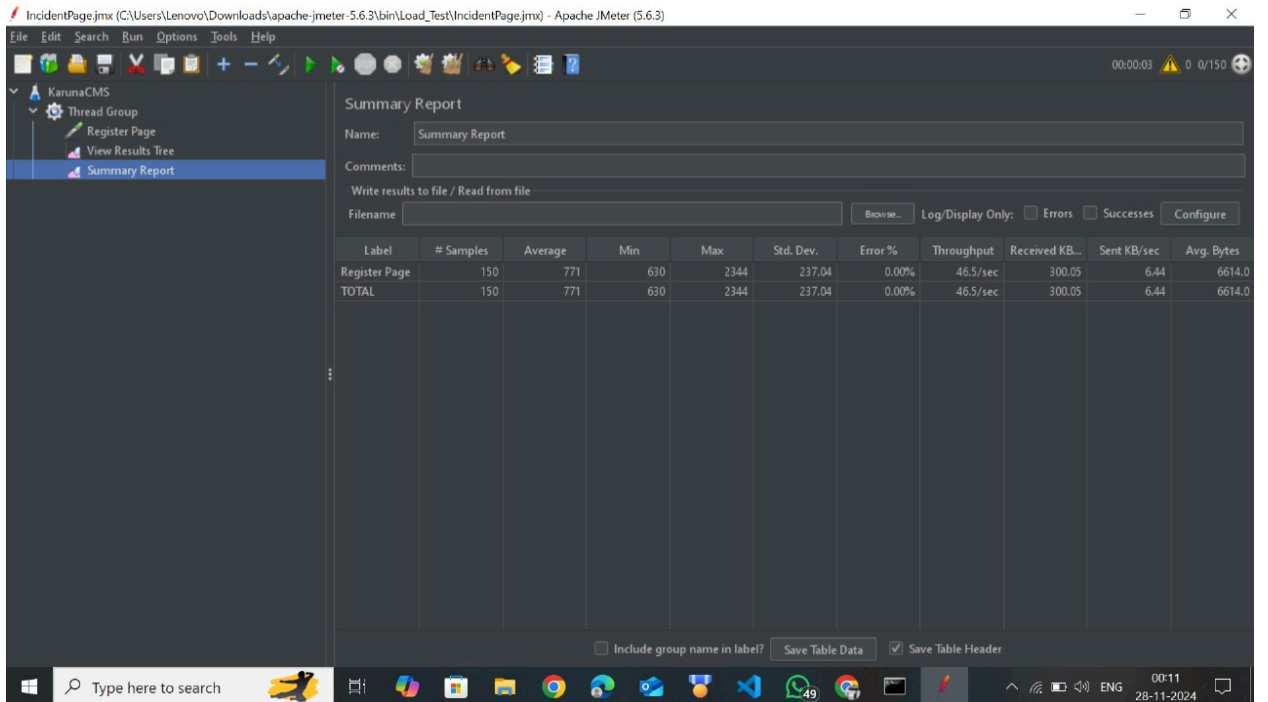 IncidentPage.jmx (C:\Users\Lenovo\Downloads\apache-jmeter-5.6.3\bin\Load_Test\IncidentPage.jmx) - Apache JMeter (5.6.3)
File Edit Search Run Options Tools Help
00:00:03 0 0/150
KarunaCMS
Thread Group
Register Page
View Results Tree
Summary Report
Summary Report
Name: Summary Report
Comments:
Write results to file / Read from file
Filename Browse... Log/Display Only: Errors Successes Configure
Label # Samples Average Min Max Std. Dev. Error % Throughput Received KB... Sent KB/sec Avg. Bytes
Register Page 150 771 630 2344 237.04 0.00% 46.5/sec 300.05 6.44 6614.0
TOTAL 150 771 630 2344 237.04 0.00% 46.5/sec 300.05 6.44 6614.0
Include group name in label? Save Table Data Save Table Header
Type here to search 49 ENG 00:11
28-11-2024